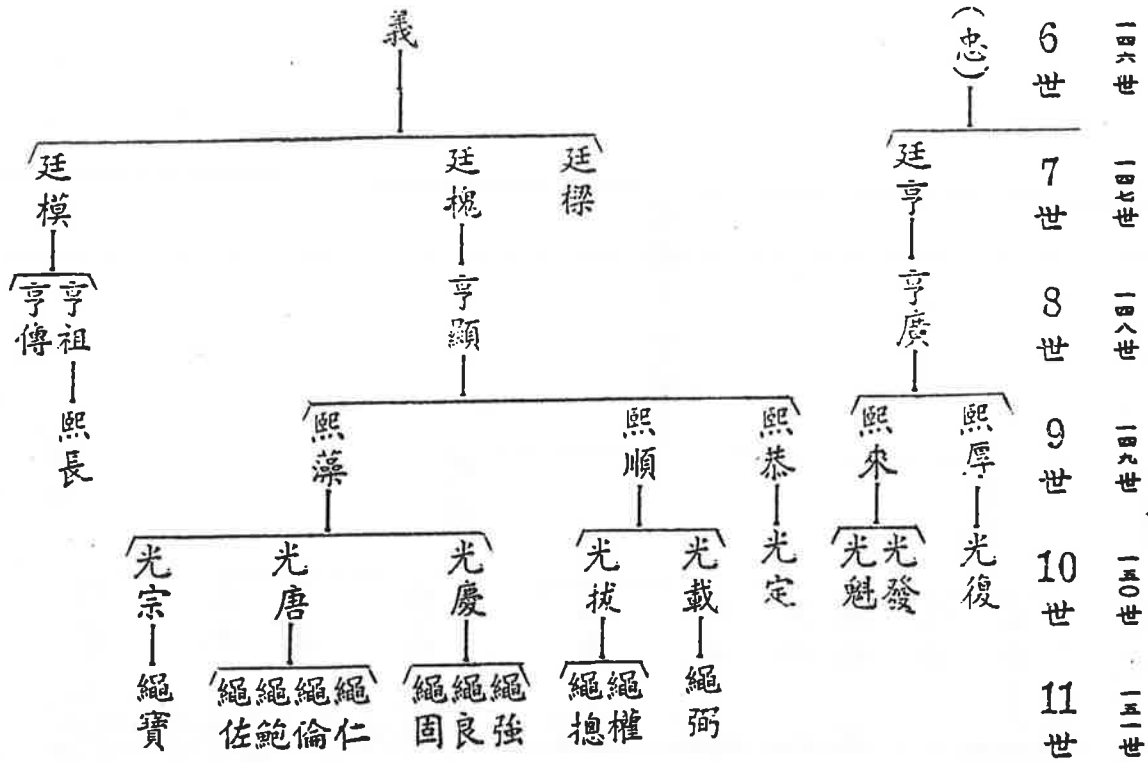 一四六世
6世
(忠)
義
一四七世
7世
廷亨
廷樑
廷槐
廷模
一四八世
8世
亨廣
亨顯
亨祖
亨傳
一四九世
9世
熙厚
熙來
熙恭
熙順
熙藻
熙長
一五〇世
10世
光復
光發
光魁
光定
光載
光拔
光慶
光唐
光宗
一五一世
11世
繩弼
繩權
繩摠
繩強
繩良
繩固
繩仁
繩倫
繩鮑
繩佐
繩寶